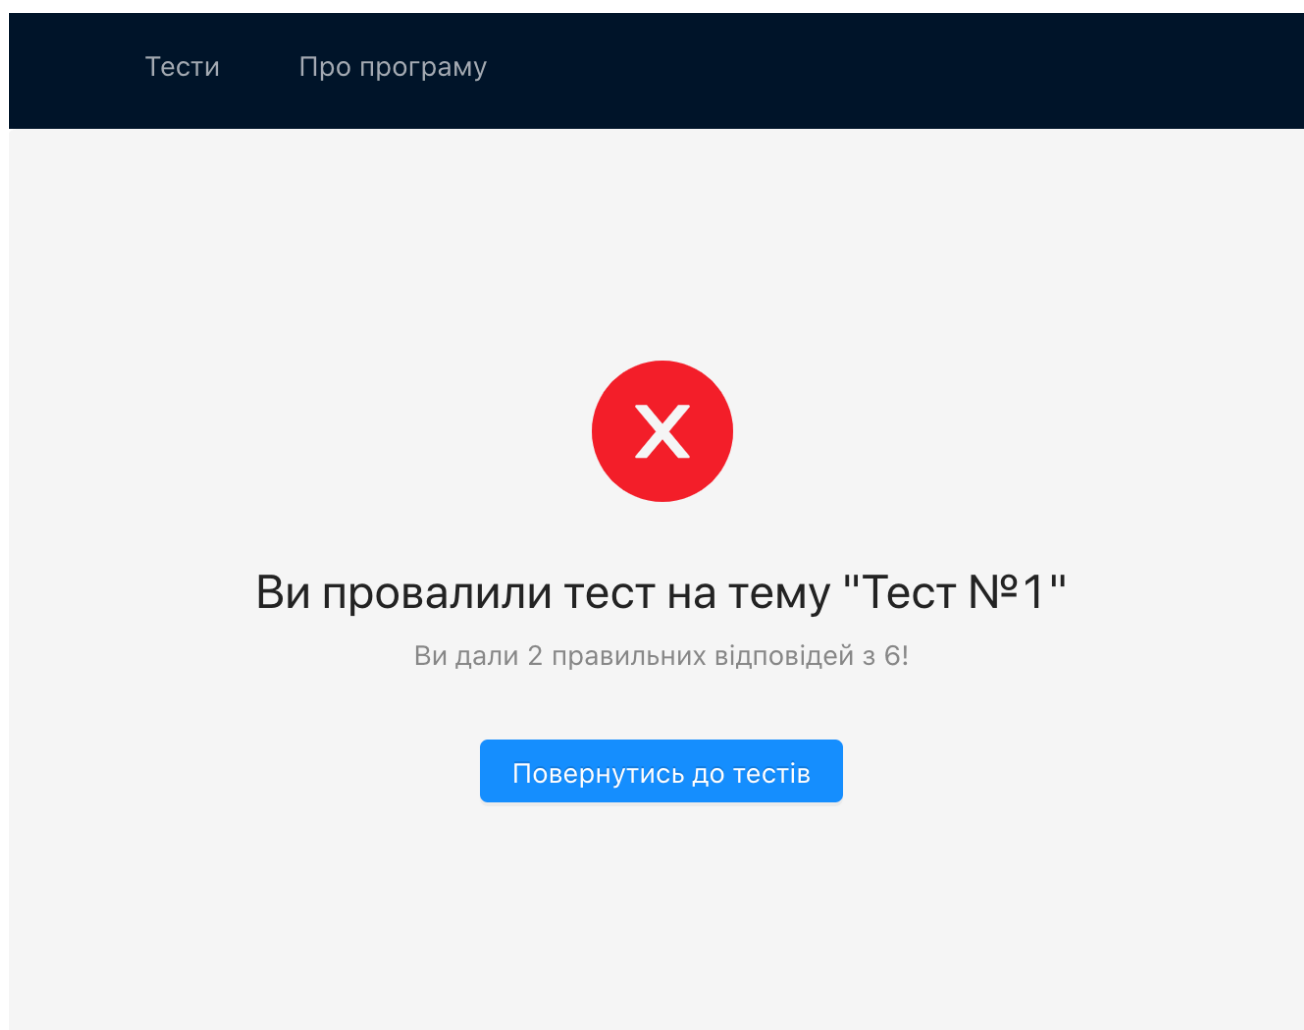 Тести Про програму
Ви провалили тест на тему "Тест №1"
Ви дали 2 правильних відповідей з 6!
Повернутись до тестів